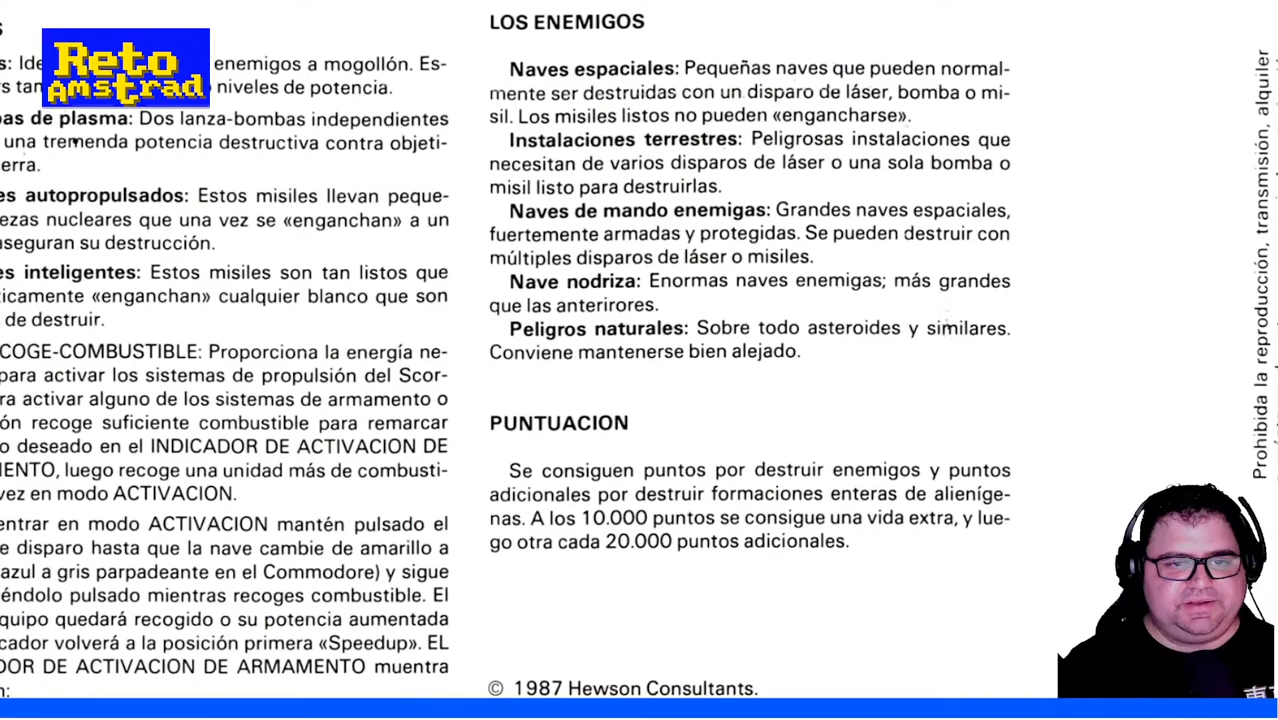 S
Reto
Amstrad
s: Ide enemigos a mogollón. Es-
rs tan niveles de potencia.
bas de plasma: Dos lanza-bombas independientes
una tremenda potencia destructiva contra objeti-
erra.
es autopropulsados: Estos misiles llevan peque-
ezas nucleares que una vez se «enganchan» a un
aseguran su destrucción.
es inteligentes: Estos misiles son tan listos que
ticamente «enganchan» cualquier blanco que son
de destruir.
COGE-COMBUSTIBLE: Proporciona la energía ne-
para activar los sistemas de propulsión del Scor-
ra activar alguno de los sistemas de armamento o
ón recoge suficiente combustible para remarcar
o deseado en el INDICADOR DE ACTIVACION DE
MENTO, luego recoge una unidad más de combusti-
vez en modo ACTIVACION.
entrar en modo ACTIVACION mantén pulsado el
e disparo hasta que la nave cambie de amarillo a
azul a gris parpadeante en el Commodore) y sigue
éndolo pulsado mientras recoges combustible. El
equipo quedará recogido o su potencia aumentada
cador volverá a la posición primera «Speedup». EL
DOR DE ACTIVACION DE ARMAMENTO muentra
n:
LOS ENEMIGOS
Naves espaciales: Pequeñas naves que pueden normal-
mente ser destruidas con un disparo de láser, bomba o mi-
sil. Los misiles listos no pueden «engancharse».
Instalaciones terrestres: Peligrosas instalaciones que
necesitan de varios disparos de láser o una sola bomba o
misil listo para destruirlas.
Naves de mando enemigas: Grandes naves espaciales,
fuertemente armadas y protegidas. Se pueden destruir con
múltiples disparos de láser o misiles.
Nave nodriza: Enormes naves enemigas; más grandes
que las anterirores.
Peligros naturales: Sobre todo asteroides y similares.
Conviene mantenerse bien alejado.
PUNTUACION
Se consiguen puntos por destruir enemigos y puntos
adicionales por destruir formaciones enteras de alieníge-
nas. A los 10.000 puntos se consigue una vida extra, y lue-
go otra cada 20.000 puntos adicionales.
© 1987 Hewson Consultants.
Prohibida la reproducción, transmisión, alquiler